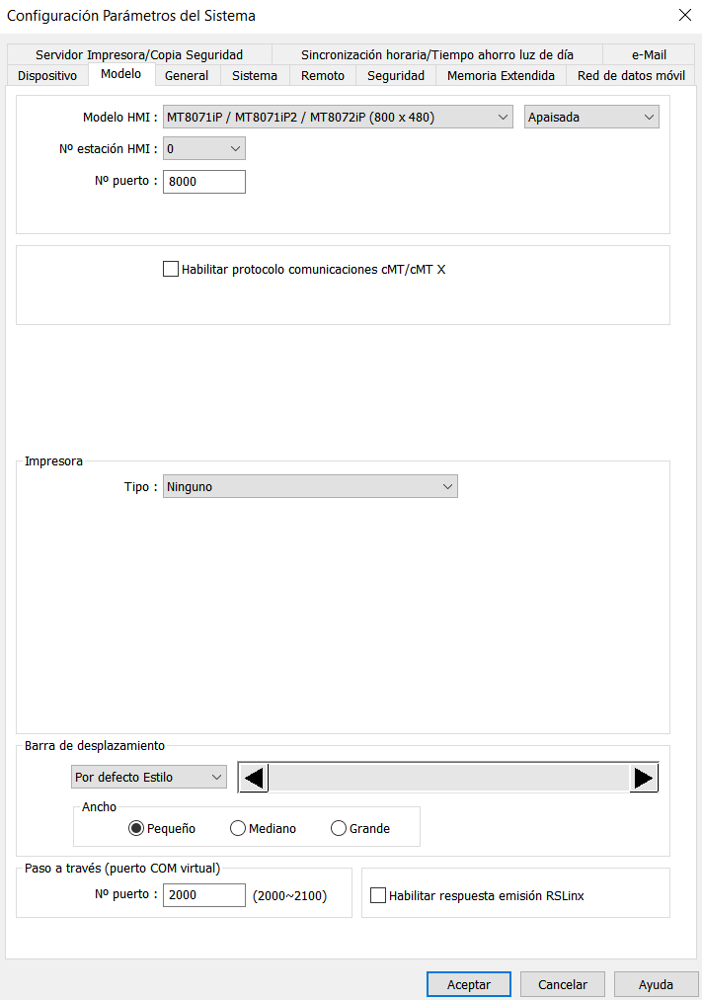 Configuración Parámetros del Sistema
Servidor Impresora/Copia Seguridad Sincronización horaria/Tiempo ahorro luz de día e-Mail
Dispositivo Modelo General Sistema Remoto Seguridad Memoria Extendida Red de datos móvil
Modelo HMI : MT8071iP / MT8071iP2 / MT8072iP (800 x 480) Apaisada
Nº estación HMI : 0
Nº puerto : 8000
Habilitar protocolo comunicaciones cMT/cMT X
Impresora
Tipo : Ninguno
Barra de desplazamiento
Por defecto Estilo
Ancho
Pequeño Mediano Grande
Paso a través (puerto COM virtual)
Nº puerto : 2000 (2000~2100) Habilitar respuesta emisión RSLinx
Aceptar Cancelar Ayuda